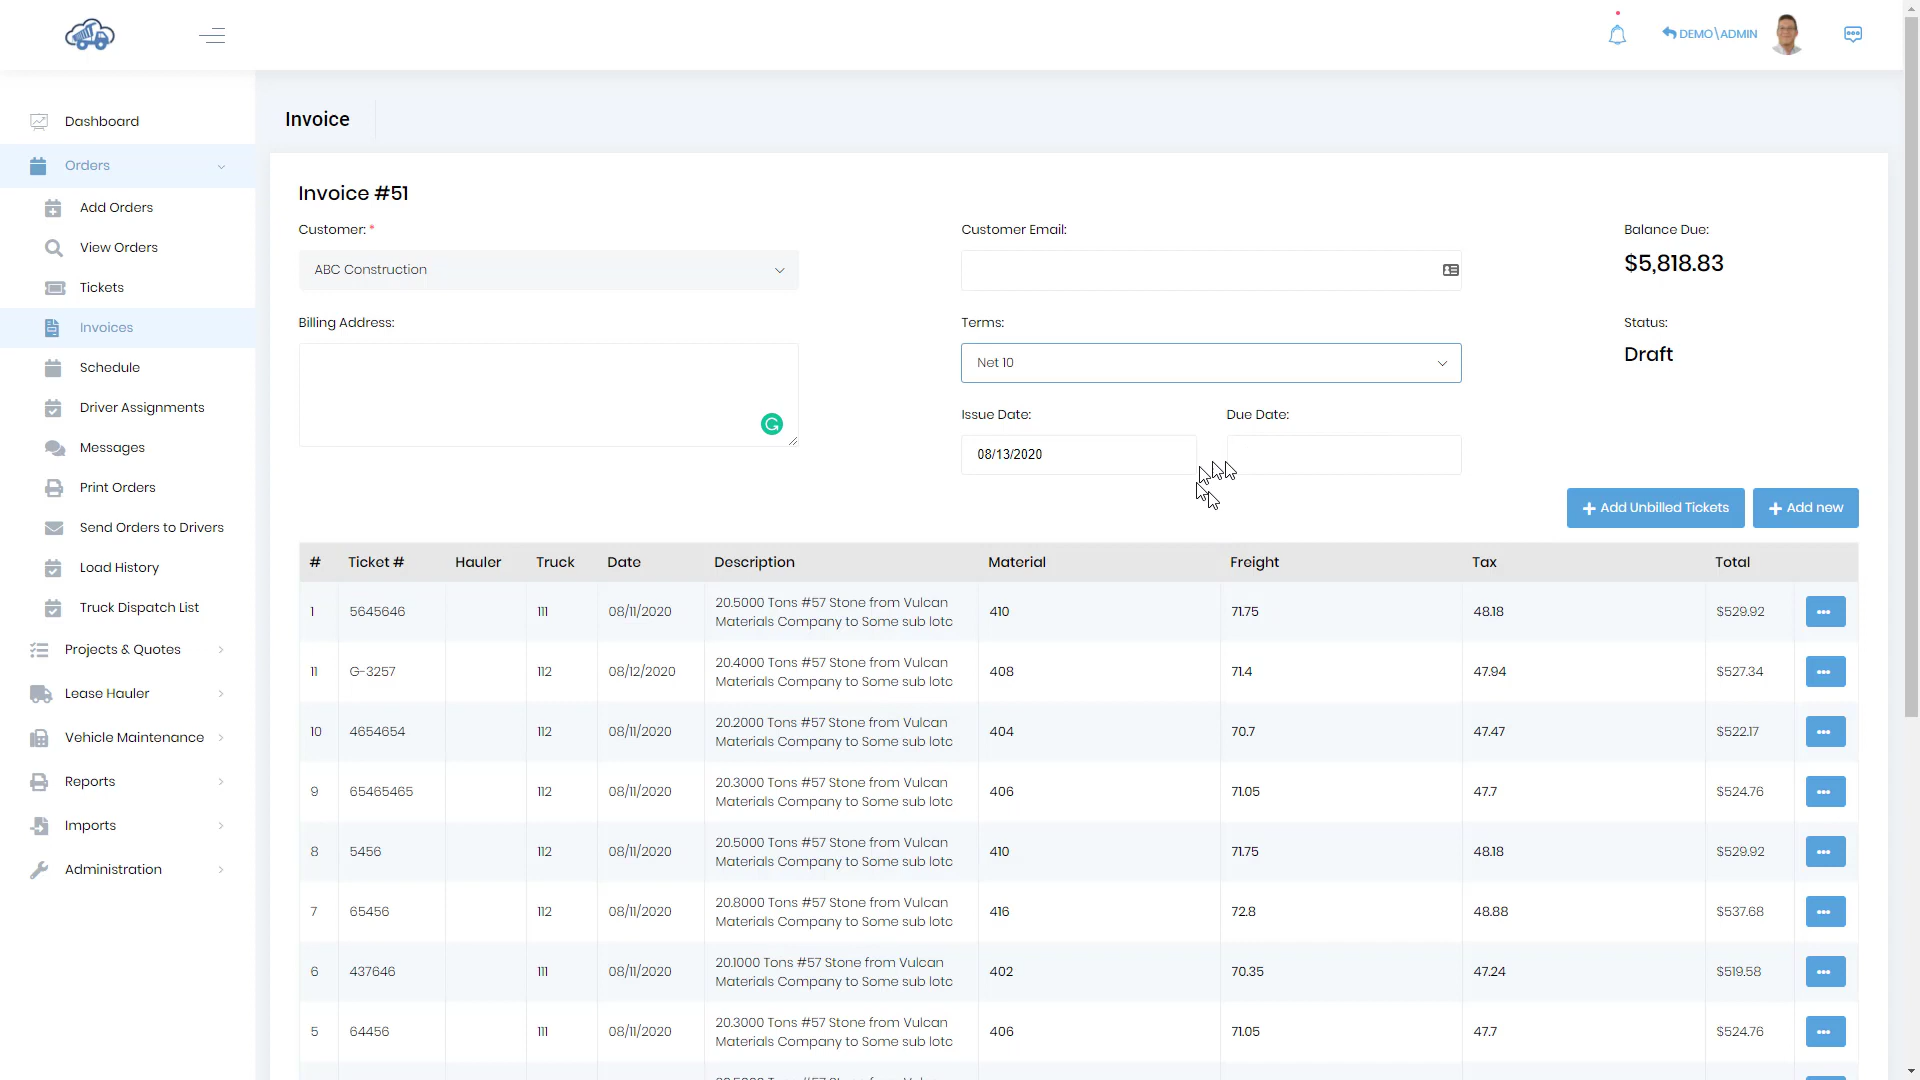 DEMO\ADMIN
Dashboard
Orders
Add Orders
View Orders
Tickets
Invoices
Schedule
Driver Assignments
Messages
Print Orders
Send Orders to Drivers
Load History
Truck Dispatch List
Projects & Quotes
Lease Hauler
Vehicle Maintenance
Reports
Imports
Administration
Invoice
Invoice #51
Customer: *
ABC Construction
Customer Email:
Balance Due:
$5,818.83
Billing Address:
Terms:
Net 10
Status:
Draft
Issue Date:
Due Date:
08/13/2020
Add Unbilled Tickets
Add new
# Ticket # Hauler Truck Date Description Material Freight Tax Total
1 5645646 111 08/11/2020 20.5000 Tons #57 Stone from Vulcan 410 71.75 48.18 $529.92
Materials Company to Some sub lotc
11 G-3257 112 08/12/2020 20.4000 Tons #57 Stone from Vulcan 408 71.4 47.94 $527.34
Materials Company to Some sub lotc
10 4654654 112 08/11/2020 20.2000 Tons #57 Stone from Vulcan 404 70.7 47.47 $522.17
Materials Company to Some sub lotc
9 65465465 112 08/11/2020 20.3000 Tons #57 Stone from Vulcan 406 71.05 47.7 $524.76
Materials Company to Some sub lotc
8 5456 112 08/11/2020 20.5000 Tons #57 Stone from Vulcan 410 71.75 48.18 $529.92
Materials Company to Some sub lotc
7 65456 112 08/11/2020 20.8000 Tons #57 Stone from Vulcan 416 72.8 48.88 $537.68
Materials Company to Some sub lotc
6 437646 111 08/11/2020 20.1000 Tons #57 Stone from Vulcan 402 70.35 47.24 $519.58
Materials Company to Some sub lotc
5 64456 111 08/11/2020 20.3000 Tons #57 Stone from Vulcan 406 71.05 47.7 $524.76
Materials Company to Some sub lotc